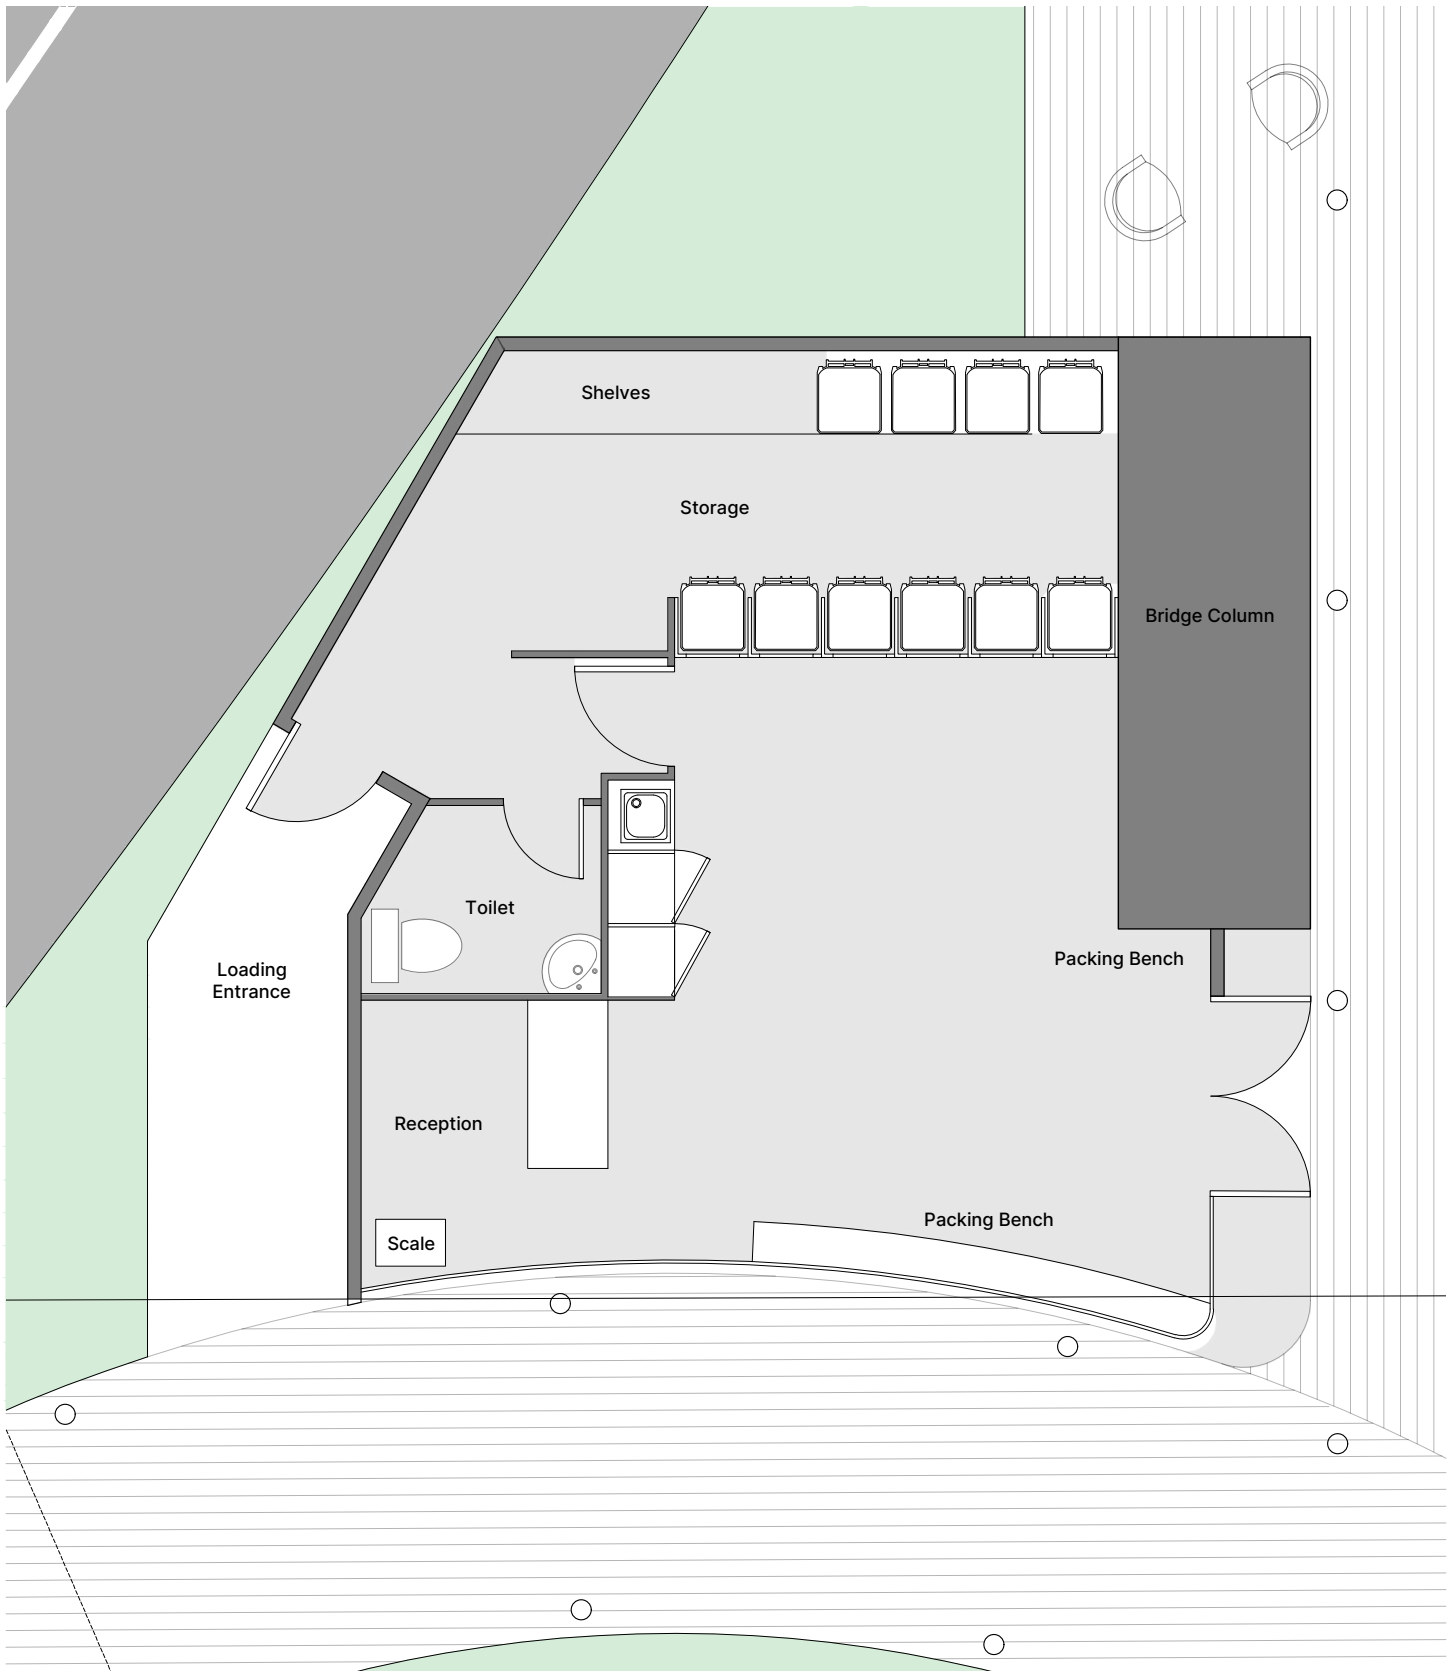 Shelves
Storage
Bridge Column
Toilet
Packing Bench
Loading
Entrance
Reception
Packing Bench
Scale